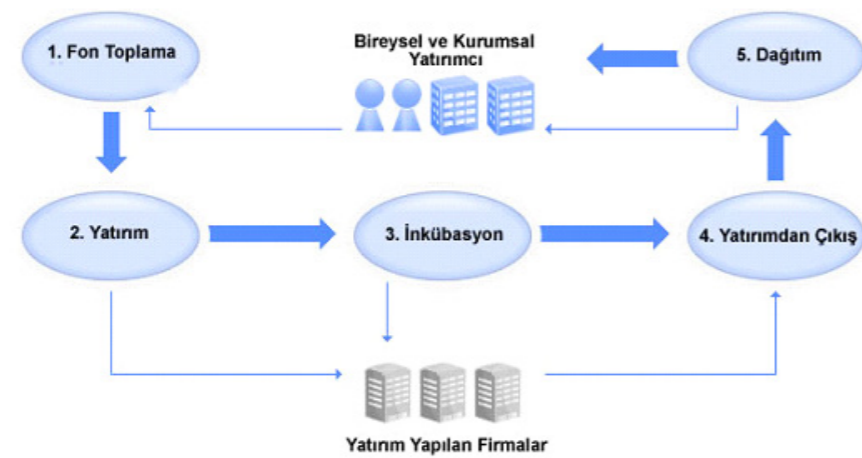 1. Fon Toplama
Bireysel ve Kurumsal
Yatırımcı
5. Dağıtım
2. Yatırım
3. İnkübasyon
4. Yatırımdan Çıkış
Yatırım Yapılan Firmalar